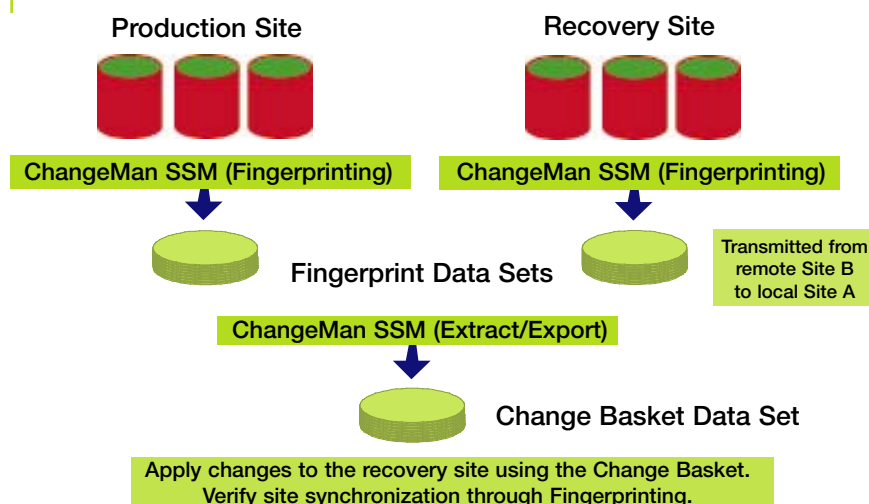 Production Site
Recovery Site
ChangeMan SSM (Fingerprinting)
ChangeMan SSM (Fingerprinting)
Transmitted from
remote Site B
to local Site A
Fingerprint Data Sets
ChangeMan SSM (Extract/Export)
Change Basket Data Set
Apply changes to the recovery site using the Change Basket.
Verify site synchronization through Fingerprinting.